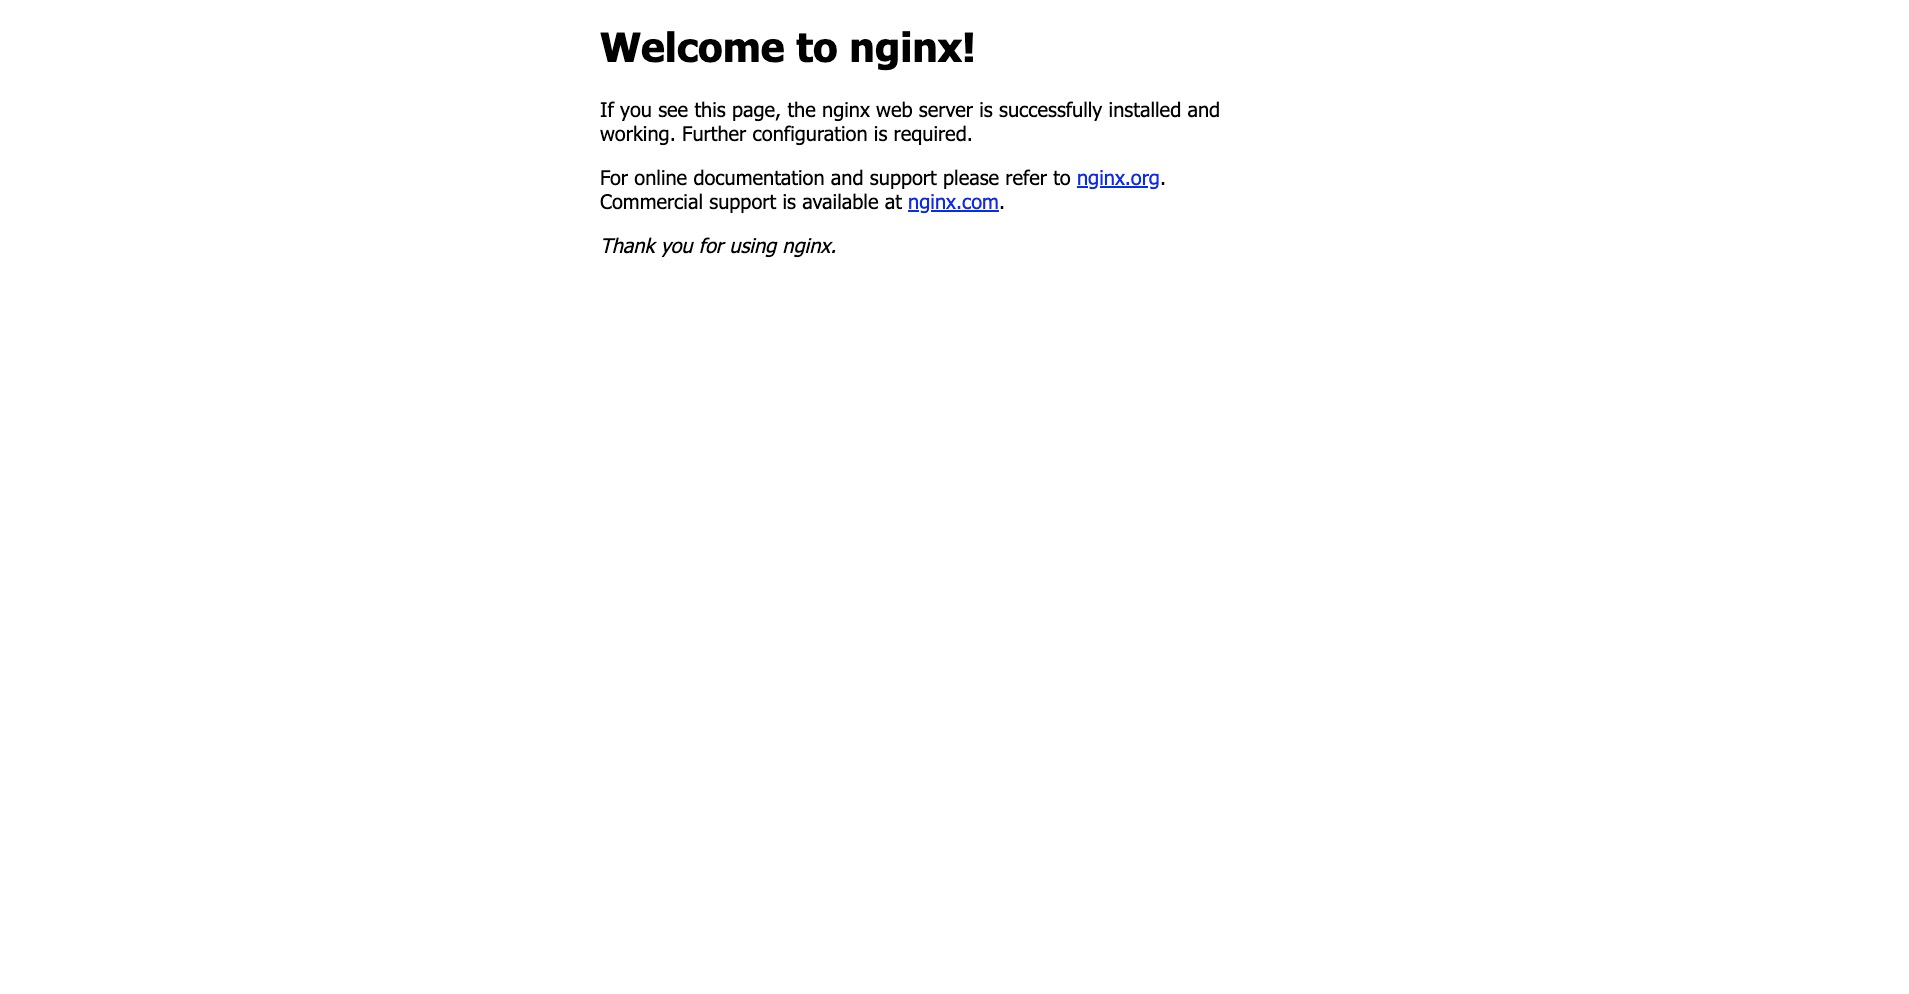 Welcome to nginx!
If you see this page, the nginx web server is successfully installed and
working. Further configuration is required.
For online documentation and support please refer to nginx.org.
Commercial support is available at nginx.com.
Thank you for using nginx.